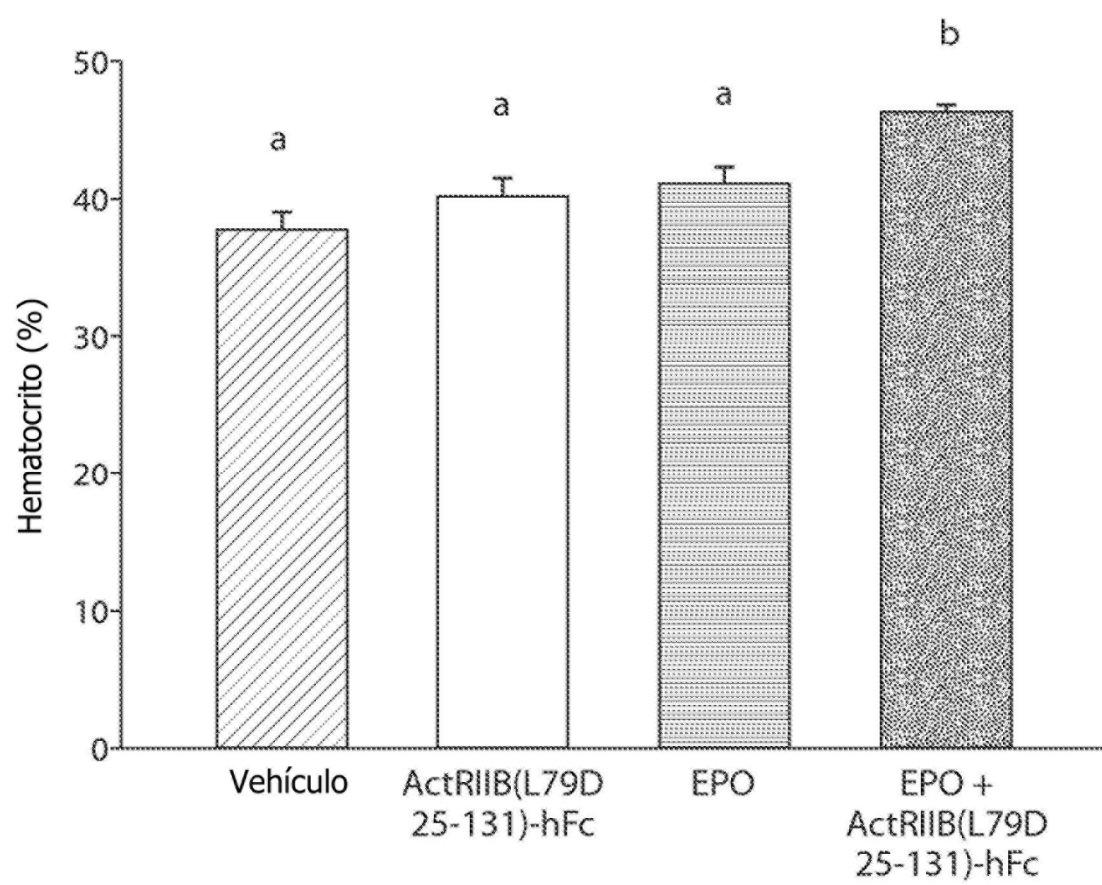 b
50
a
a
a
40
30
Hematocrito (%)
20
10
0
Vehículo
ActRIIB(L79D
25-131)-hFc
EPO
EPO +
ActRIIB(L79D
25-131)-hFc